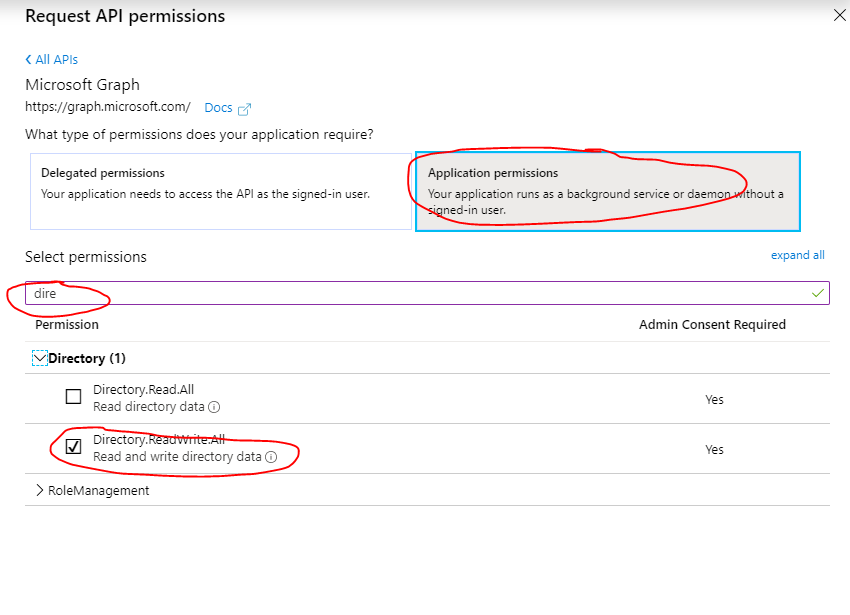 Request API permissions
All APIs
Microsoft Graph
https://graph.microsoft.com/ Docs
What type of permissions does your application require?
Delegated permissions
Your application needs to access the API as the signed-in user.
Application permissions
Your application runs as a background service or daemon without a
signed-in user.
Select permissions
expand all
dire
Permission
Admin Consent Required
Directory (1)
Directory.Read.All
Read directory data
Yes
Directory.ReadWrite.All
Read and write directory data
Yes
RoleManagement